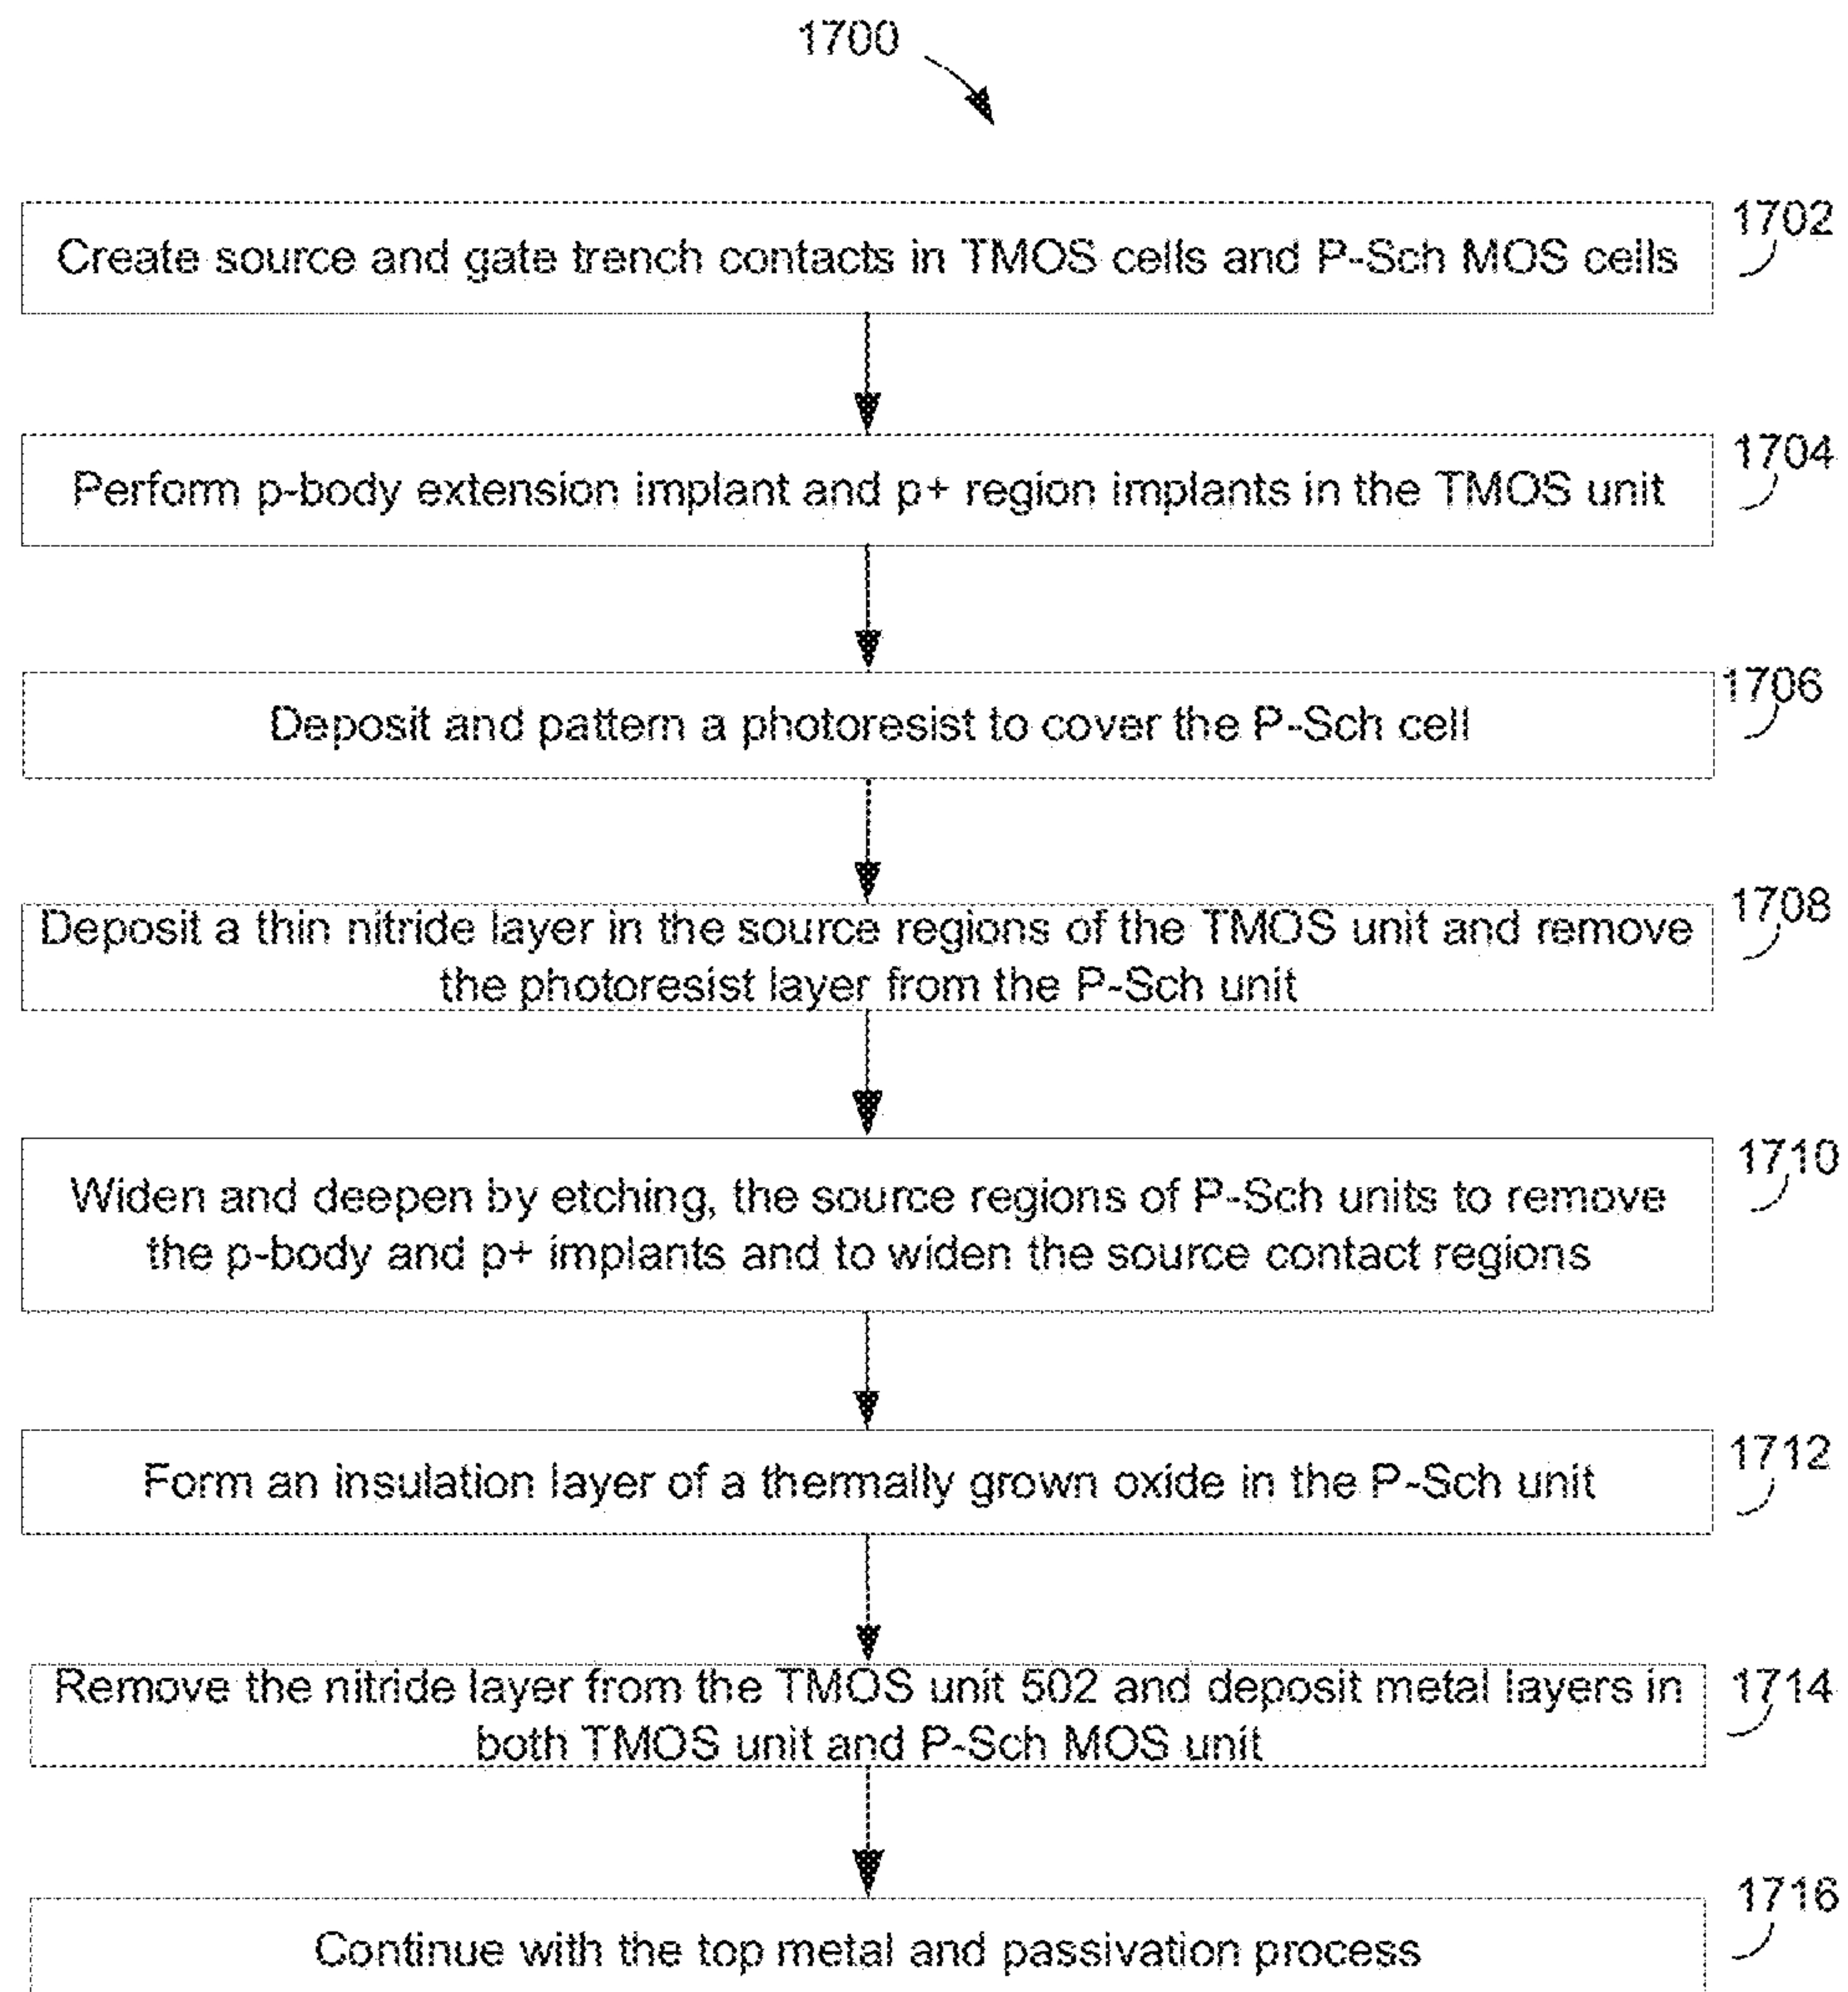 1700
1702
Create source and gate trench contacts in TMOS cells and P-Sch MOS cells
1704
Perform p-body extension implant and p+ region implants in the TMOS unit
1706
Deposit and pattern a photoresist to cover the P-Sch cell
1708
Deposit a thin nitride layer in the source regions of the TMOS unit and remove
the photoresist layer from the P-Sch unit
1710
Widen and deepen by etching, the source regions of P-Sch units to remove
the p-body and p+ implants and to widen the source contact regions
1712
Form an insulation layer of a thermally grown oxide in the P-Sch unit
1714
Remove the nitride layer from the TMOS unit 502 and deposit metal layers in
both TMOS unit and P-Sch MOS unit
1716
Continue with the top metal and passivation process